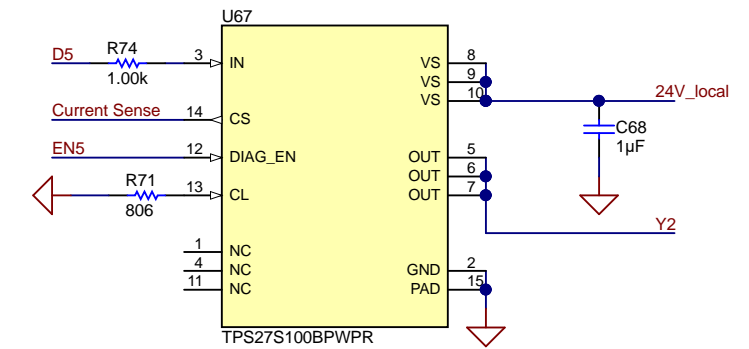 U67
D5 R74 3 IN VS 8
1.00k VS 9
VS 10 24V_local
Current Sense 14 CS
C68
1µF
EN5 12 DIAG_EN OUT 5
OUT 6
R71 13 CL OUT 7
806
Y2
1 NC
4 NC GND 2
11 NC PAD 15
TPS27S100BPWPR